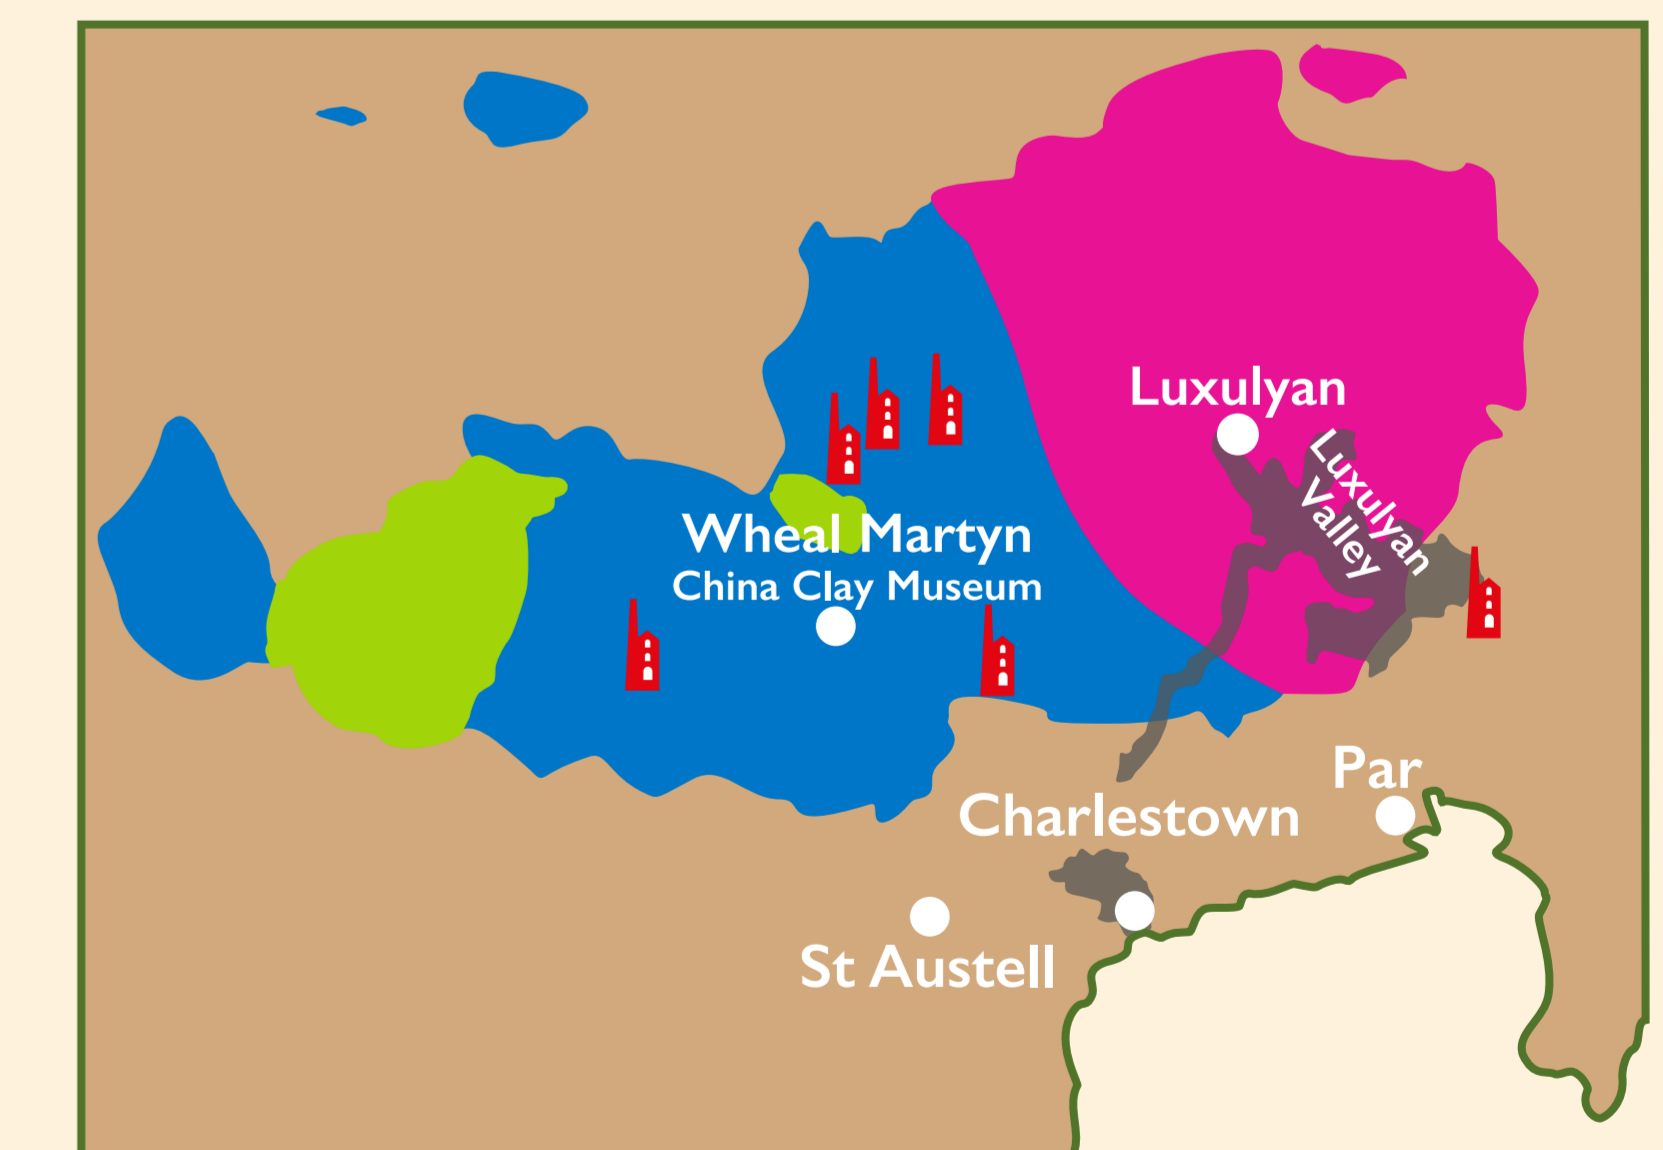 Luxulyan
Luxulyan
Valley
Wheal Martyn
China Clay Museum
Par
Charlestown
St Austell